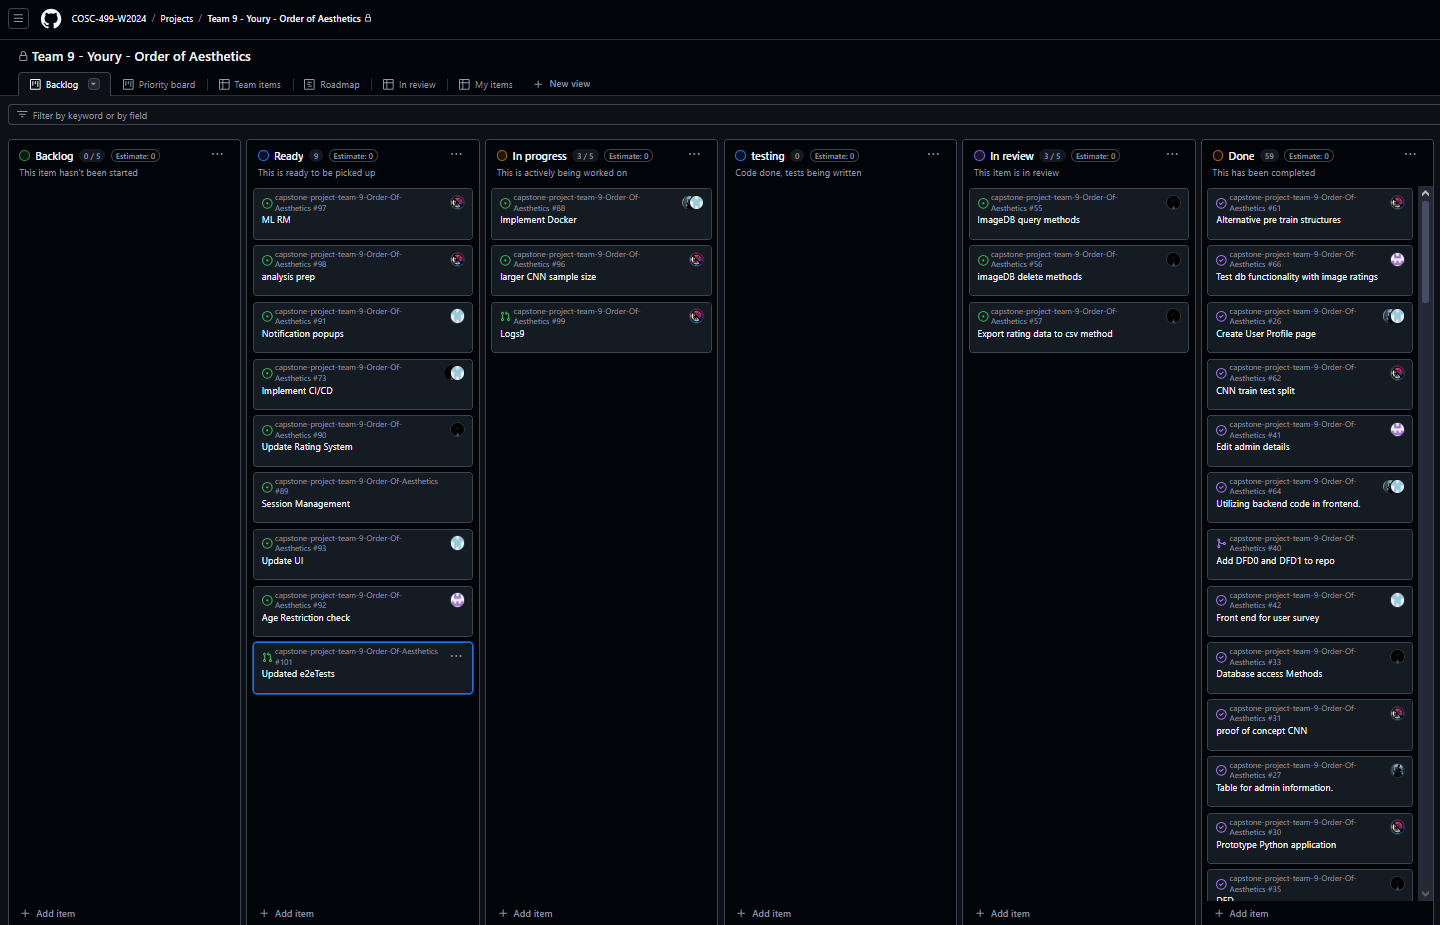 COSC-499-W2024 / Projects / Team 9 - Youry - Order of Aesthetics
Team 9 - Youry - Order of Aesthetics
Backlog
Priority board
Team items
Roadmap
In review
My items
New view
Filter by keyword or by field
Backlog 0 / 5 Estimate: 0
This item hasn't been started
Add item
Ready 9 Estimate: 0
This is ready to be picked up
capstone-project-team-9-Order-Of-
Aesthetics #97
ML RM
capstone-project-team-9-Order-Of-
Aesthetics #98
analysis prep
capstone-project-team-9-Order-Of-
Aesthetics #91
Notification popups
capstone-project-team-9-Order-Of-
Aesthetics #73
Implement CI/CD
capstone-project-team-9-Order-Of-
Aesthetics #90
Update Rating System
capstone-project-team-9-Order-Of-Aesthetics
#89
Session Management
capstone-project-team-9-Order-Of-
Aesthetics #93
Update UI
capstone-project-team-9-Order-Of-
Aesthetics #92
Age Restriction check
capstone-project-team-9-Order-Of-Aesthetics
#101
Updated e2eTests
Add item
In progress 3 / 5 Estimate: 0
This is actively being worked on
capstone-project-team-9-Order-Of-
Aesthetics #88
Implement Docker
capstone-project-team-9-Order-Of-
Aesthetics #96
larger CNN sample size
capstone-project-team-9-Order-Of-
Aesthetics #99
Logs9
Add item
testing 0 Estimate: 0
Code done, tests being written
Add item
In review 3 / 5 Estimate: 0
This item is in review
capstone-project-team-9-Order-Of-
Aesthetics #55
ImageDB query methods
capstone-project-team-9-Order-Of-
Aesthetics #56
imageDB delete methods
capstone-project-team-9-Order-Of-
Aesthetics #57
Export rating data to csv method
Add item
Done 59 Estimate: 0
This has been completed
capstone-project-team-9-Order-Of-
Aesthetics #61
Alternative pre train structures
capstone-project-team-9-Order-Of-
Aesthetics #66
Test db functionality with image ratings
capstone-project-team-9-Order-Of-
Aesthetics #26
Create User Profile page
capstone-project-team-9-Order-Of-
Aesthetics #62
CNN train test split
capstone-project-team-9-Order-Of-
Aesthetics #41
Edit admin details
capstone-project-team-9-Order-Of-
Aesthetics #64
Utilizing backend code in frontend.
capstone-project-team-9-Order-Of-
Aesthetics #40
Add DFD0 and DFD1 to repo
capstone-project-team-9-Order-Of-
Aesthetics #42
Front end for user survey
capstone-project-team-9-Order-Of-
Aesthetics #33
Database access Methods
capstone-project-team-9-Order-Of-
Aesthetics #31
proof of concept CNN
capstone-project-team-9-Order-Of-
Aesthetics #27
Table for admin information.
capstone-project-team-9-Order-Of-
Aesthetics #30
Prototype Python application
capstone-project-team-9-Order-Of-
Aesthetics #35
DFD
Add item